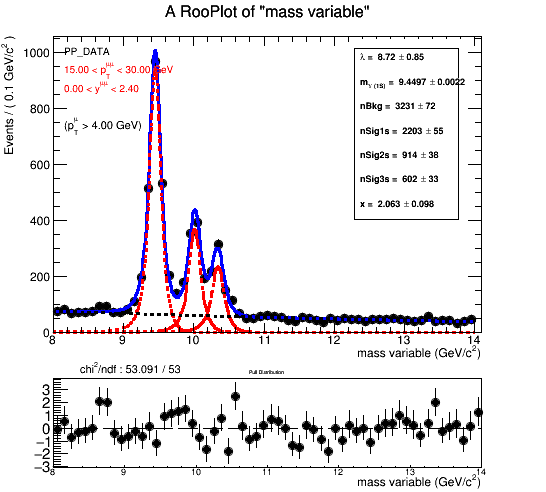 A RooPlot of "mass variable"
Events / ( 0.1 GeV/c² )
1000
800
600
400
200
0
PP_DATA
15.00 < p_T^μμ < 30.00 GeV
0.00 < y^μμ < 2.40
(p_T^μ > 4.00 GeV)
λ = 8.72 ± 0.85
m_ϒ (1S) = 9.4497 ± 0.0022
nBkg = 3231 ± 72
nSig1s = 2203 ± 55
nSig2s = 914 ± 38
nSig3s = 602 ± 33
x = 2.063 ± 0.098
8 9 10 11 12 13 14
mass variable (GeV/c²)
chi²/ndf : 53.091 / 53
Pull Distribution
3
2
1
0
−1
−2
−3
8 9 10 11 12 13 14
mass variable (GeV/c²)